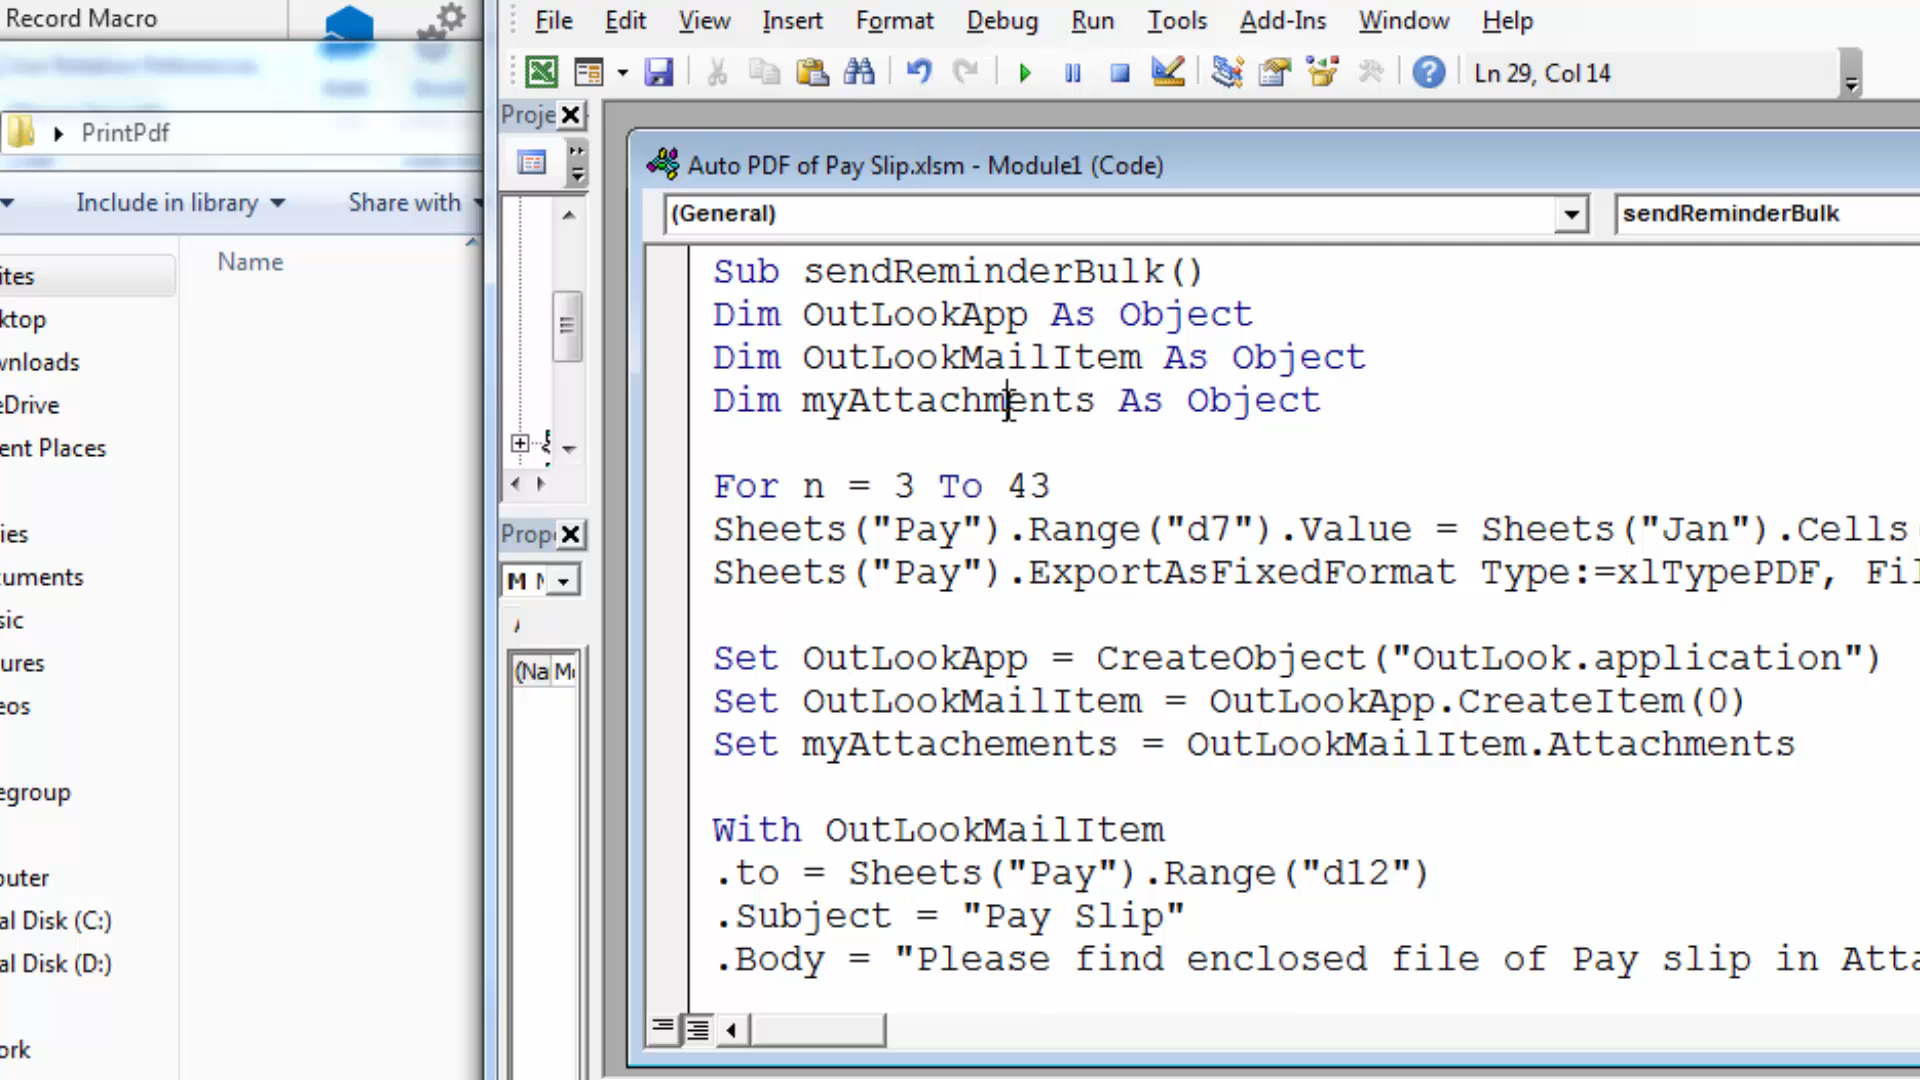 Record Macro
PrintPdf
Include in library
Share with
Name
ites
ktop
wnloads
eDrive
ent Places
ies
cuments
sic
ures
eos
egroup
puter
al Disk (C:)
al Disk (D:)
ork
File Edit View Insert Format Debug Run Tools Add-Ins Window Help
Ln 29, Col 14
Proje
Prop
(Na
Auto PDF of Pay Slip.xlsm - Module1 (Code)
(General)
sendReminderBulk
Sub sendReminderBulk()
Dim OutLookApp As Object
Dim OutLookMailItem As Object
Dim myAttachments As Object
For n = 3 To 43
Sheets("Pay").Range("d7").Value = Sheets("Jan").Cells
Sheets("Pay").ExportAsFixedFormat Type:=xlTypePDF, Fil
Set OutLookApp = CreateObject("OutLook.application")
Set OutLookMailItem = OutLookApp.CreateItem(0)
Set myAttachements = OutLookMailItem.Attachments
With OutLookMailItem
.to = Sheets("Pay").Range("d12")
.Subject = "Pay Slip"
.Body = "Please find enclosed file of Pay slip in Atta